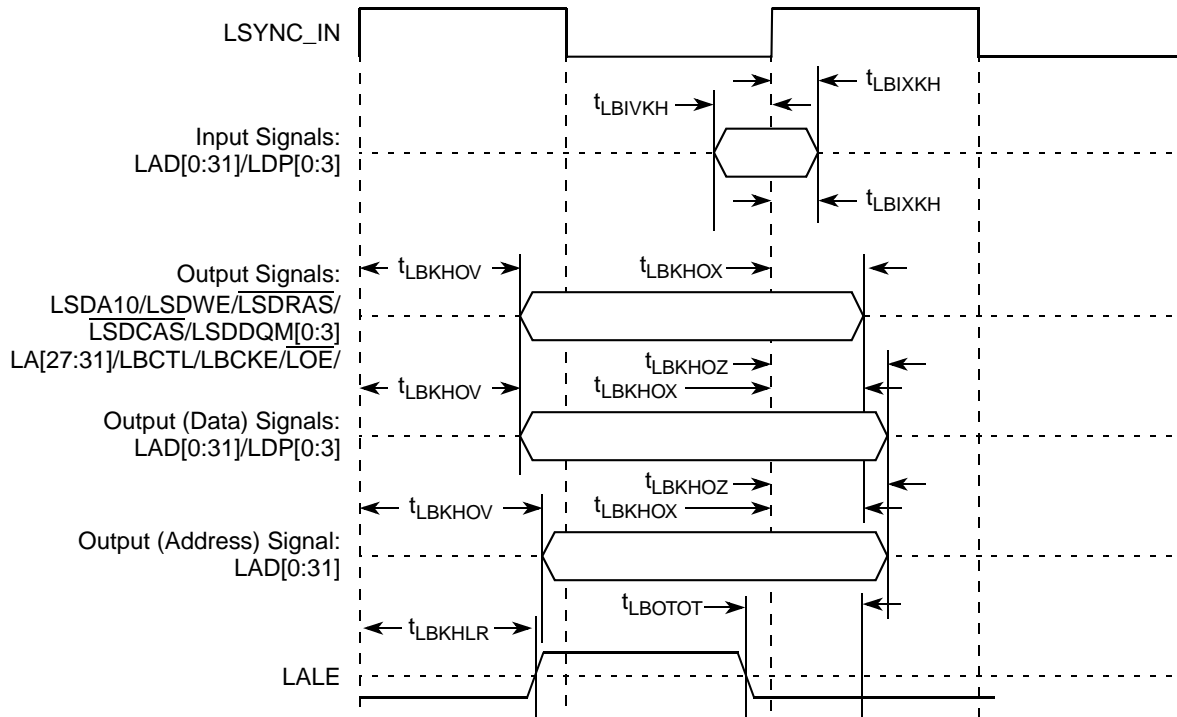 LSYNC_IN
tLBIXKH
tLBIVKH
Input Signals:
LAD[0:31]/LDP[0:3]
tLBIXKH
Output Signals:
LSDA10/LSDWE/LSDRAS/
LSDCAS/LSDDQM[0:3]
LA[27:31]/LBCTL/LBCKE/LOE/
tLBKHOV
tLBKHOX
tLBKHOZ
tLBKHOV
tLBKHOX
Output (Data) Signals:
LAD[0:31]/LDP[0:3]
tLBKHOZ
tLBKHOV
tLBKHOX
Output (Address) Signal:
LAD[0:31]
tLBOTOT
tLBKHLR
LALE